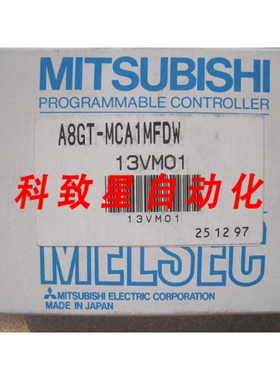 MITSUBISHI
PROGRAMMABLE CONTROLLER
A8GT-MCA1MFDW
13VM01
科致星自动化
13VM01
25 12 97
MELSEC
MITSUBISHI ELECTRIC CORPORATION
MADE IN JAPAN